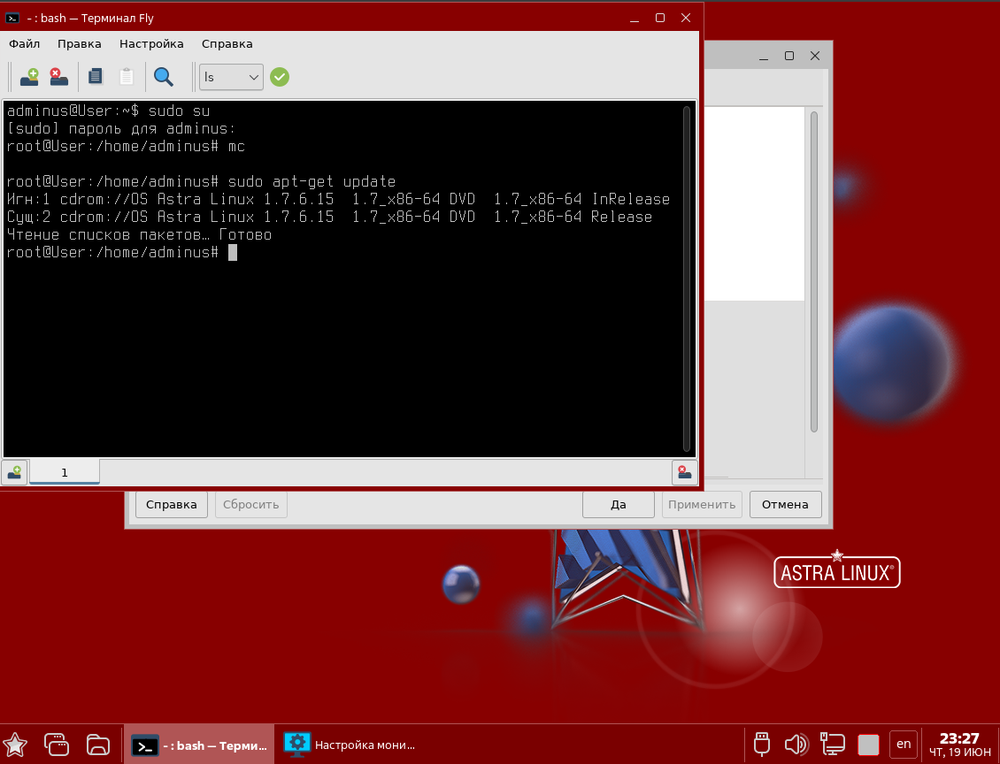 - : bash — Терминал Fly
Файл Правка Настройка Справка
ls
adminus@User:~$ sudo su
[sudo] пароль для adminus:
root@User:/home/adminus# mc
root@User:/home/adminus# sudo apt-get update
Игн:1 cdrom://OS Astra Linux 1.7.6.15  1.7_x86-64 DVD  1.7_x86-64 InRelease
Сущ:2 cdrom://OS Astra Linux 1.7.6.15  1.7_x86-64 DVD  1.7_x86-64 Release
Чтение списков пакетов… Готово
root@User:/home/adminus#
1
Справка Сбросить Да Применить Отмена
ASTRA LINUX®
- : bash — Терми… Настройка мони… en 23:27
ЧТ, 19 ИЮН